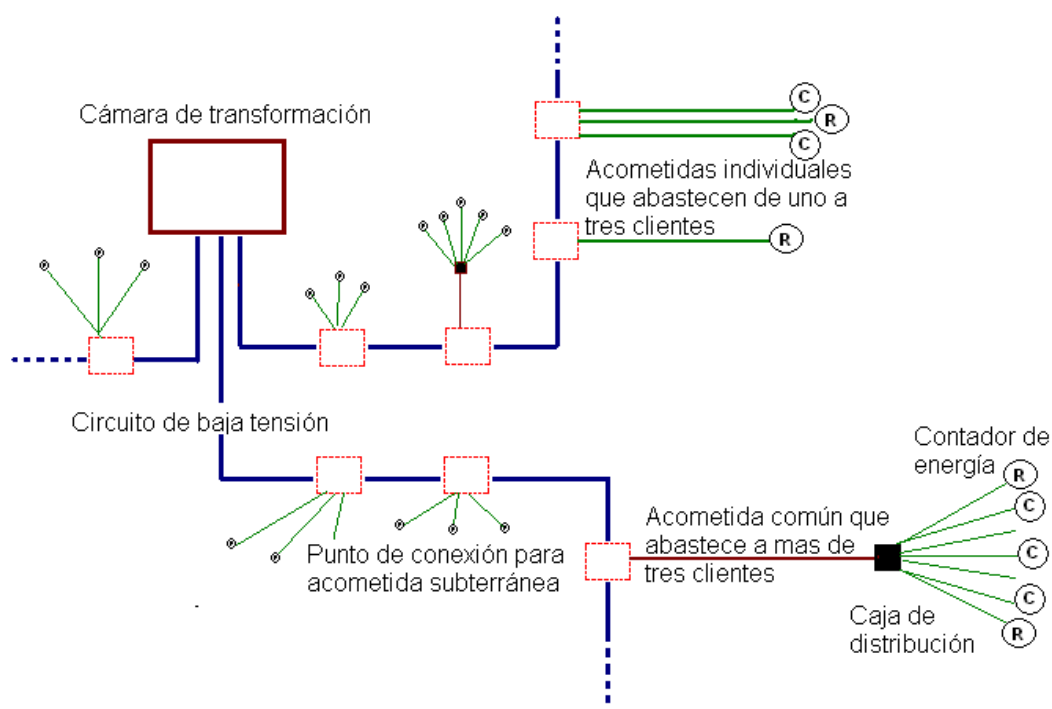 Cámara de transformación
C
R
C
Acometidas individuales
que abastecen de uno a
tres clientes
R
Circuito de baja tensión
Contador de
energía
R
C
Acometida común que
abastece a mas de
tres clientes
C
Punto de conexión para
acometida subterránea
C
Caja de
distribución
R